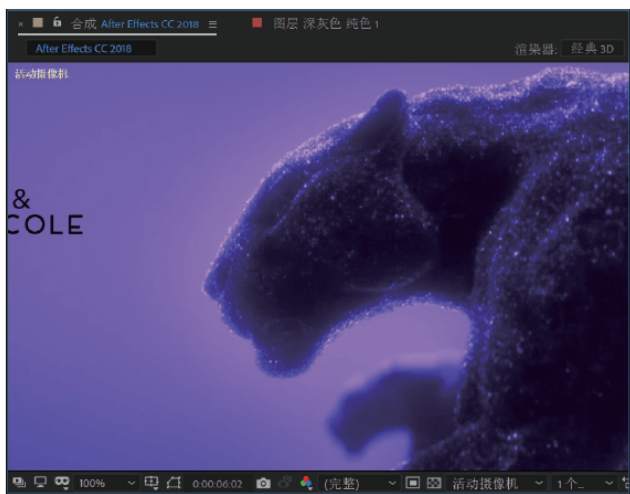 × 合成 After Effects CC 2018 ≡ 图层 深灰色 纯色 1
After Effects CC 2018 渲染器: 经典 3D
活动摄像机
&
COLE
100% 0:00:06:02 (完整) 活动摄像机 1个_